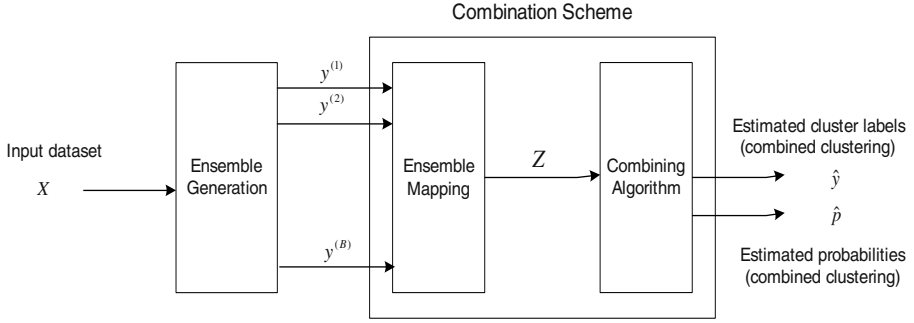 Combination Scheme
Input dataset
X
Ensemble
Generation
y^(1)
y^(2)
y^(B)
Ensemble
Mapping
Z
Combining
Algorithm
Estimated cluster labels
(combined clustering)
ŷ
p̂
Estimated probabilities
(combined clustering)